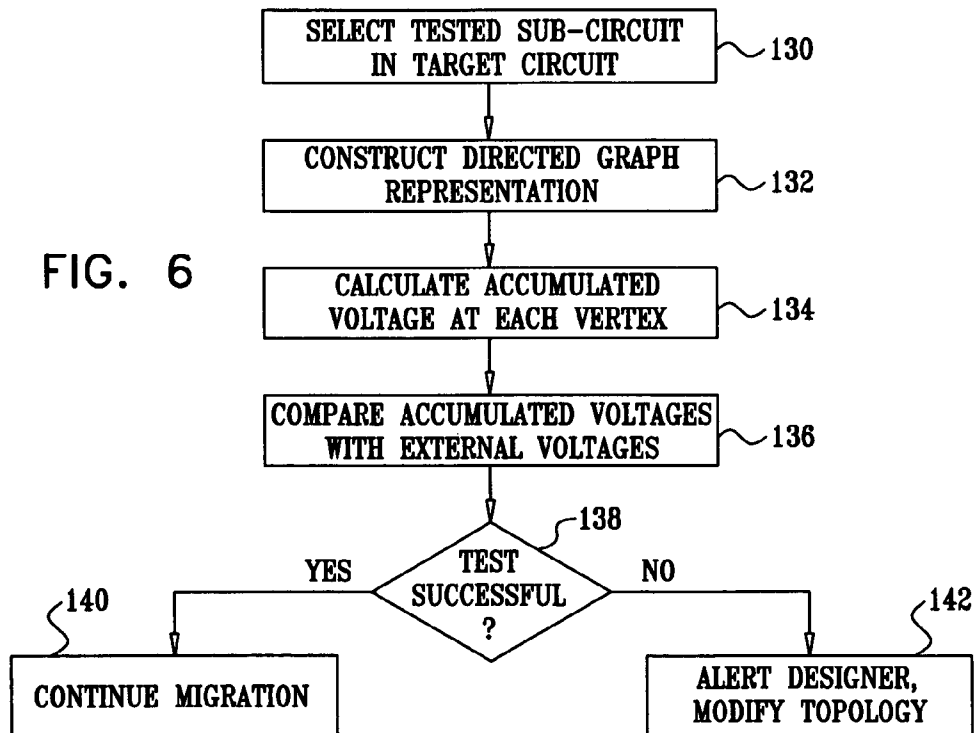 SELECT TESTED SUB-CIRCUIT
IN TARGET CIRCUIT
130
CONSTRUCT DIRECTED GRAPH
REPRESENTATION
132
FIG. 6
CALCULATE ACCUMULATED
VOLTAGE AT EACH VERTEX
134
COMPARE ACCUMULATED VOLTAGES
WITH EXTERNAL VOLTAGES
136
138
YES
TEST
SUCCESSFUL
?
NO
140
CONTINUE MIGRATION
142
ALERT DESIGNER,
MODIFY TOPOLOGY